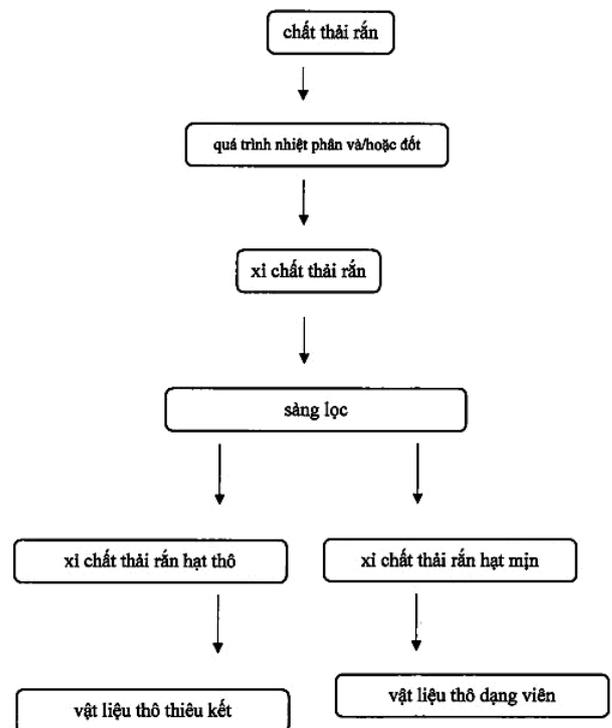 chất thải rắn
quá trình nhiệt phân và/hoặc đốt
xỉ chất thải rắn
sàng lọc
xỉ chất thải rắn hạt thô
xỉ chất thải rắn hạt mịn
vật liệu thô thiêu kết
vật liệu thô dạng viên